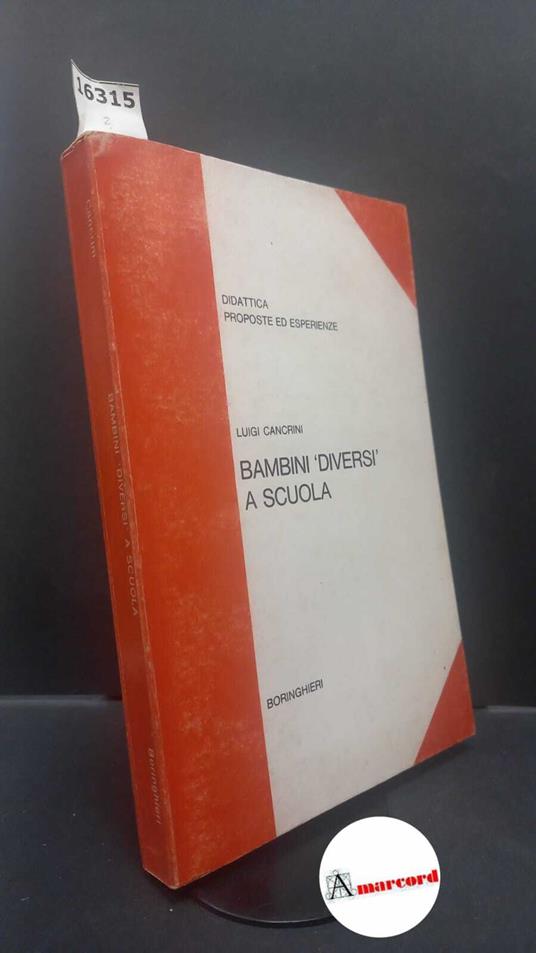 16315
2
DIDATTICA
PROPOSTE ED ESPERIENZE
LUIGI CANCRINI
BAMBINI ‘DIVERSI’
A SCUOLA
BORINGHIERI
Cancrini
BAMBINI ‘DIVERSI’ A SCUOLA
Boringhieri
Amarcord